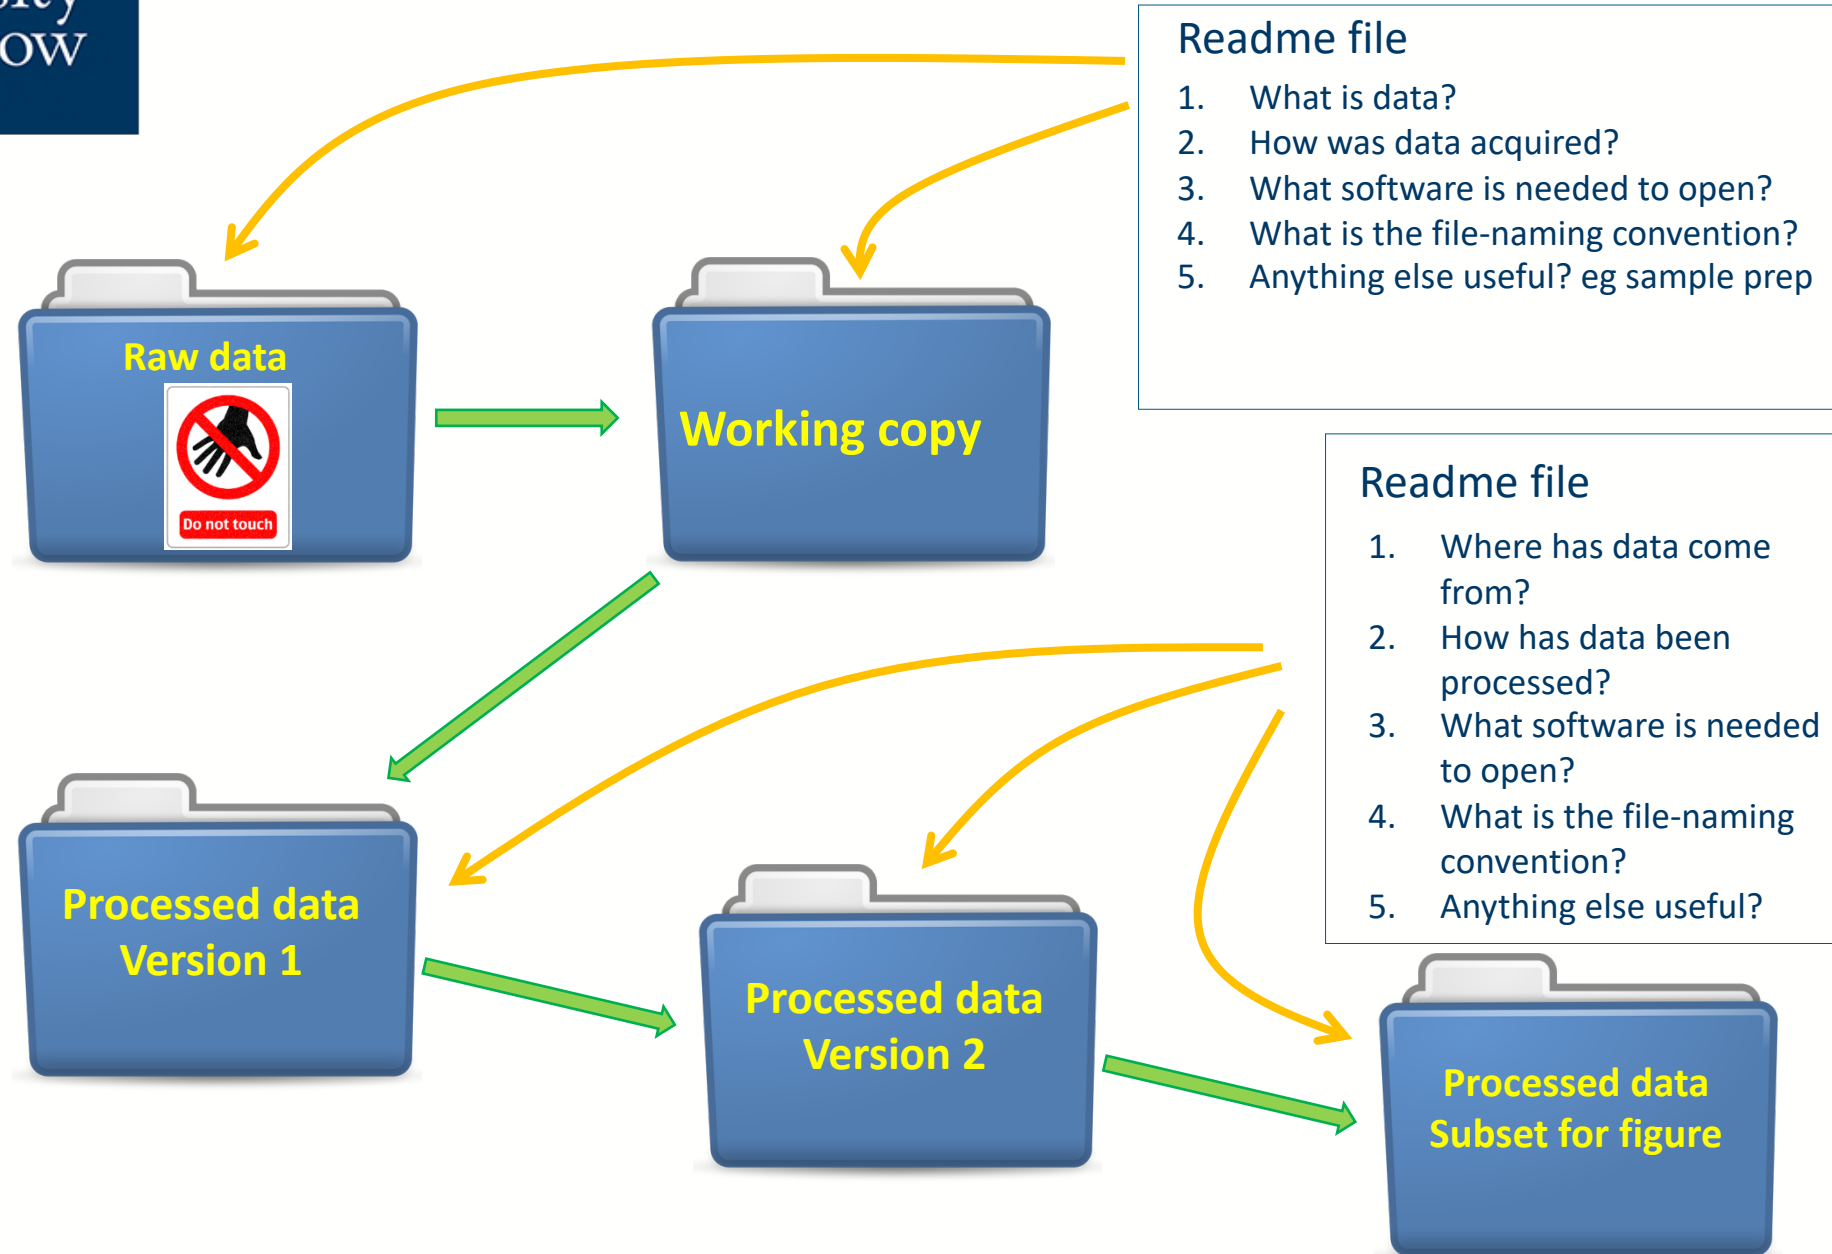 ow
Readme file
1. What is data?
2. How was data acquired?
3. What software is needed to open?
4. What is the file-naming convention?
5. Anything else useful? eg sample prep
Raw data
Do not touch
Working copy
Readme file
1. Where has data come
from?
2. How has data been
processed?
3. What software is needed
to open?
4. What is the file-naming
convention?
5. Anything else useful?
Processed data
Version 1
Processed data
Version 2
Processed data
Subset for figure